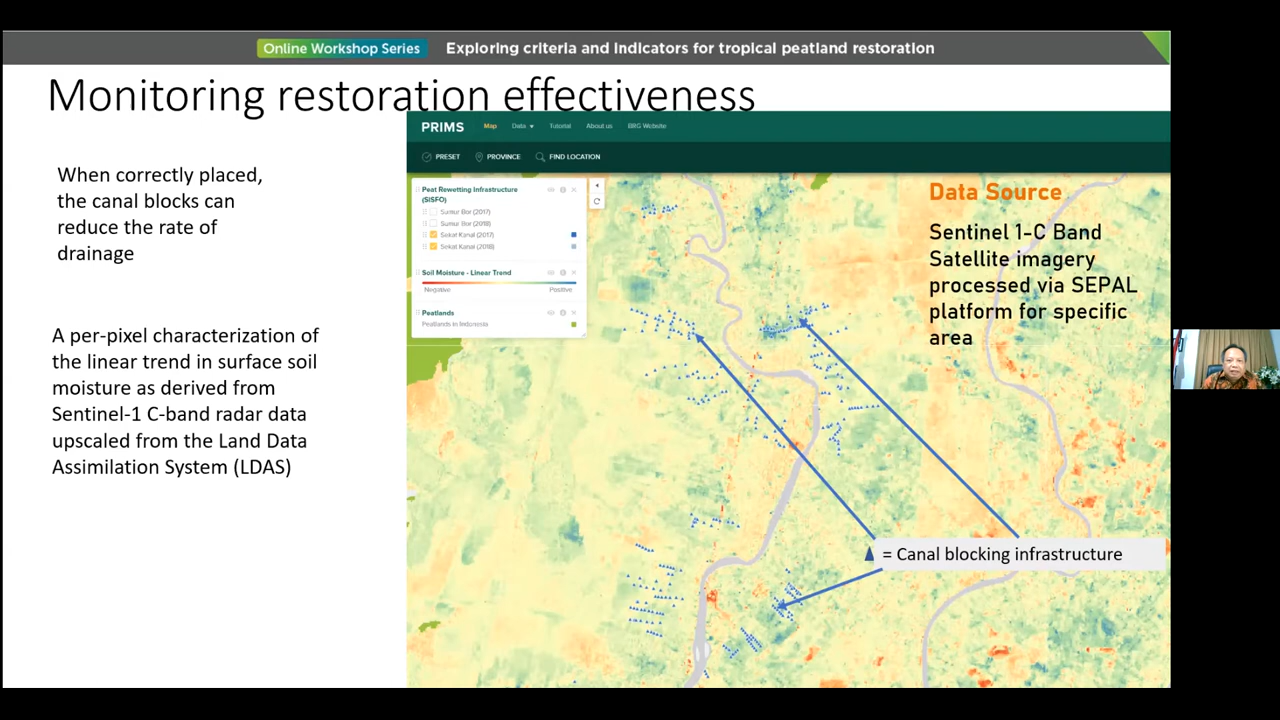 Online Workshop Series Exploring criteria and indicators for tropical peatland restoration
Monitoring restoration effectiveness
When correctly placed,
the canal blocks can
reduce the rate of
drainage
A per-pixel characterization of
the linear trend in surface soil
moisture as derived from
Sentinel-1 C-band radar data
upscaled from the Land Data
Assimilation System (LDAS)
PRIMS Map Data Tutorial About us BRG Website
PRESET PROVINCE FIND LOCATION
Peat Rewetting Infrastructure
(SISFO)
Sumur Bor (2017)
Sumur Bor (2018)
Sekat Kanal (2017)
Sekat Kanal (2018)
Soil Moisture - Linear Trend
Negative Positive
Peatlands
Peatlands in Indonesia
Data Source
Sentinel 1-C Band
Satellite imagery
processed via SEPAL
platform for specific
area
= Canal blocking infrastructure